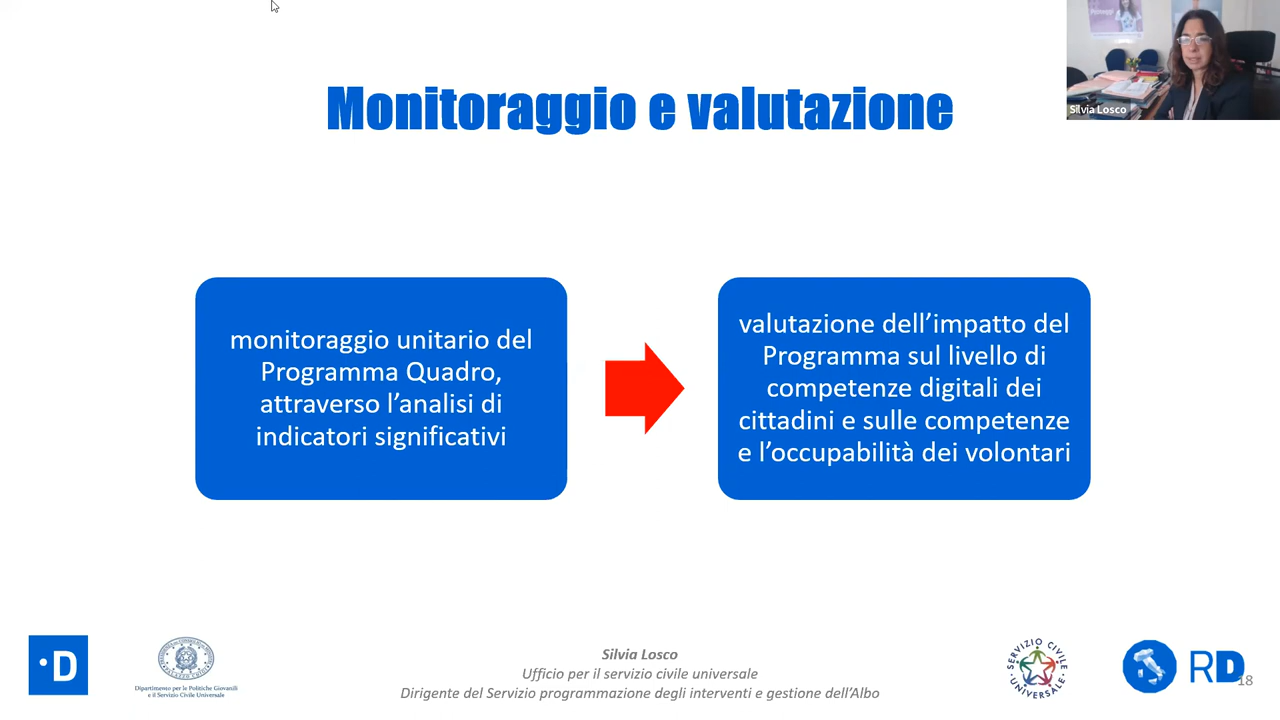 Monitoraggio e valutazione
Silvia Losco
monitoraggio unitario del
Programma Quadro,
attraverso l’analisi di
indicatori significativi
valutazione dell’impatto del
Programma sul livello di
competenze digitali dei
cittadini e sulle competenze
e l’occupabilità dei volontari
·D
Dipartimento per le Politiche Giovanili
e il Servizio Civile Universale
Silvia Losco
Ufficio per il servizio civile universale
Dirigente del Servizio programmazione degli interventi e gestione dell’Albo
SERVIZIO CIVILE
UNIVERSALE
RD
18